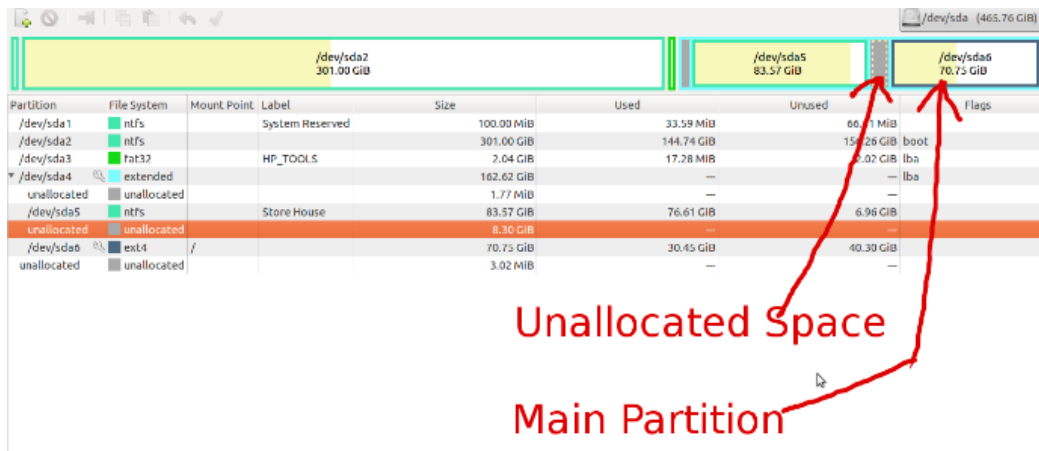 /dev/sda (465.76 GiB)
/dev/sda2
301.00 GiB
/dev/sda5
83.57 GiB
/dev/sda6
70.75 GiB
Partition File System Mount Point Label Size Used Unused Flags
/dev/sda1 ntfs System Reserved 100.00 MiB 33.59 MiB MiB
/dev/sda2 ntfs 301.00 GiB 144.74 GiB GiB boot
/dev/sda3 fat32 HP_TOOLS 2.04 GiB 17.28 MiB 2.02 GiB lba
/dev/sda4 extended 162.62 GiB — — lba
unallocated unallocated 1.77 MiB — —
/dev/sda5 ntfs Store House 83.57 GiB 76.61 GiB 6.96 GiB
unallocated unallocated 8.30 GiB — —
/dev/sda6 ext4 / 70.75 GiB 30.45 GiB 40.30 GiB
unallocated unallocated 3.02 MiB — —
Unallocated Space
Main Partition